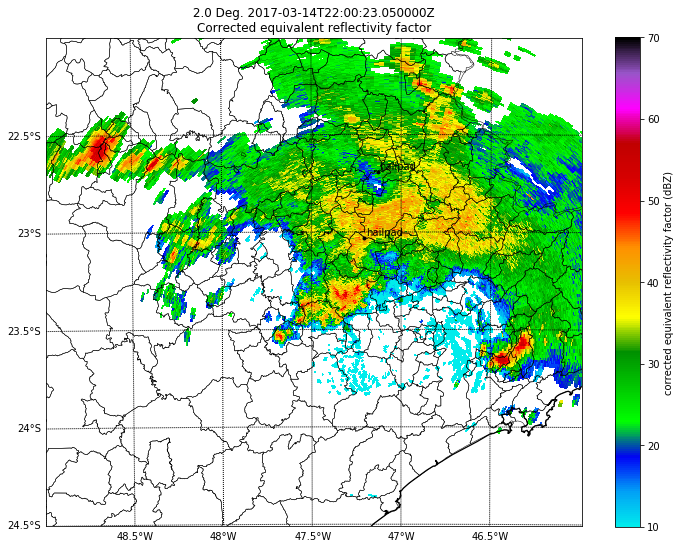 2.0 Deg. 2017-03-14T22:00:23.050000Z
Corrected equivalent reflectivity factor
70
60
50
40
30
20
10
corrected equivalent reflectivity factor (dBZ)
22.5°S
23°S
23.5°S
24°S
24.5°S
hailpad
hailpad
48.5°W
48°W
47.5°W
47°W
46.5°W